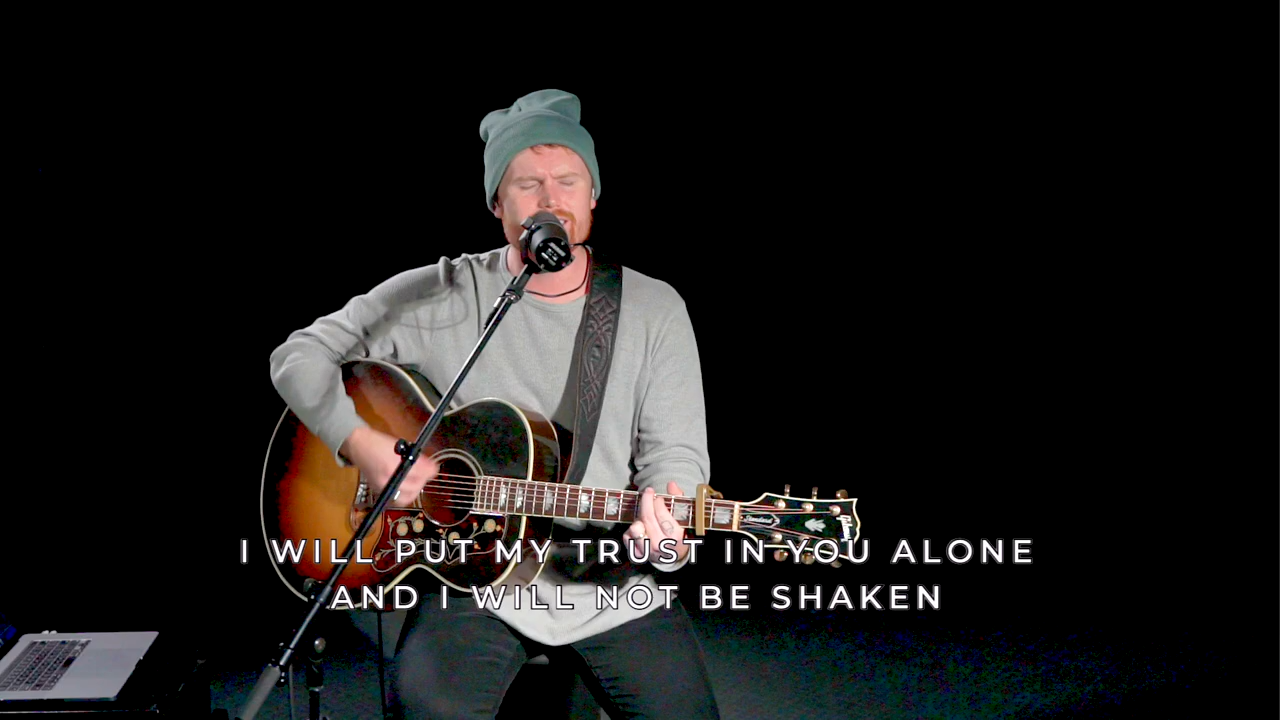 I WILL PUT MY TRUST IN YOU ALONE
AND I WILL NOT BE SHAKEN